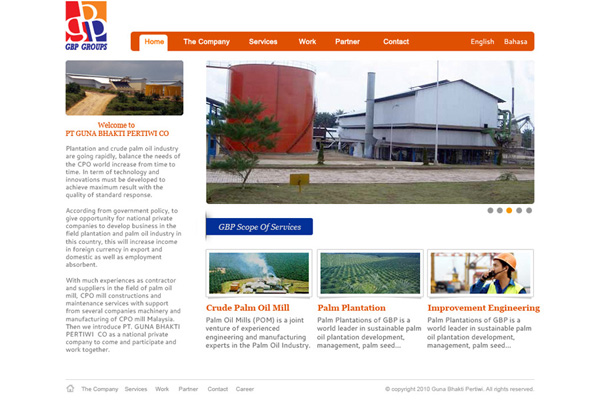 GBP GROUPS
Home The Company Services Work Partner Contact English Bahasa
Welcome to
PT GUNA BHAKTI PERTIWI CO
Plantation and crude palm oil industry
are going rapidly, balance the needs of
the CPO world increase from time to
time. In term of technology and
innovations must be developed to
achieve maximum result with the
quality of standard response.
According from government policy, to
give opportunity for national private
companies to develop business in the
field plantation and palm oil industry in
this country, this will increase income
in foreign currency in export and
domestic as well as employment
absorbent.
With much experiences as contractor
and suppliers in the field of palm oil
mill, CPO mill constructions and
maintenance services with support
from several companies machinery and
manufacturing of CPO mill Malaysia.
Then we introduce PT. GUNA BHAKTI
PERTIWI CO as a national private
company to come and participate and
work together.
GBP Scope Of Services
Crude Palm Oil Mill
Palm Oil Mills (POM) is a joint
venture of experienced
engineering and manufacturing
experts in the Palm Oil Industry.
Palm Plantation
Palm Plantations of GBP is a
world leader in sustainable palm
oil plantation development,
management, palm seed...
Improvement Engineering
Palm Plantations of GBP is a
world leader in sustainable palm
oil plantation development,
management, palm seed...
The Company Services Work Partner Contact Career
© copyright 2010 Guna Bhakti Pertiwi. All rights reserved.